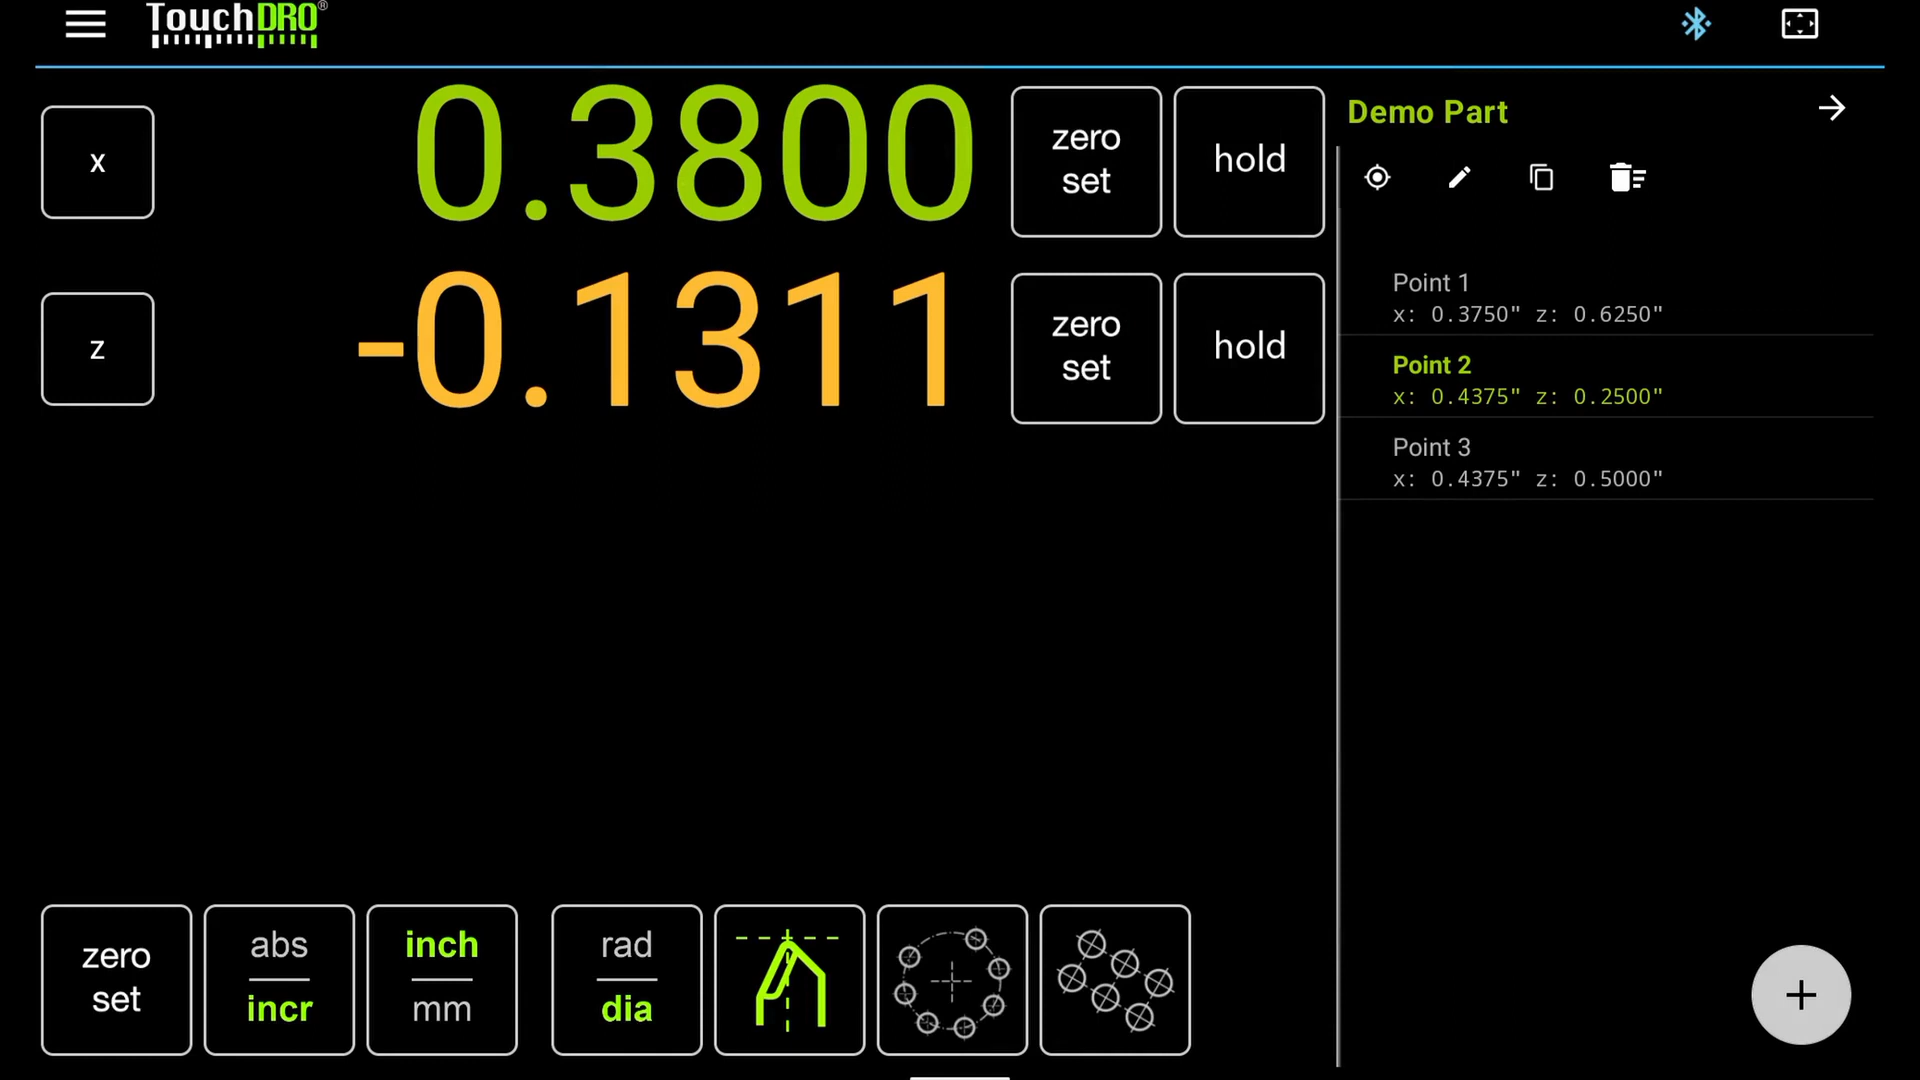 TouchDRO®
x
0.3800
zero
set
hold
z
-0.1311
zero
set
hold
Demo Part
Point 1
x: 0.3750" z: 0.6250"
Point 2
x: 0.4375" z: 0.2500"
Point 3
x: 0.4375" z: 0.5000"
zero
set
abs
incr
inch
mm
rad
dia
+